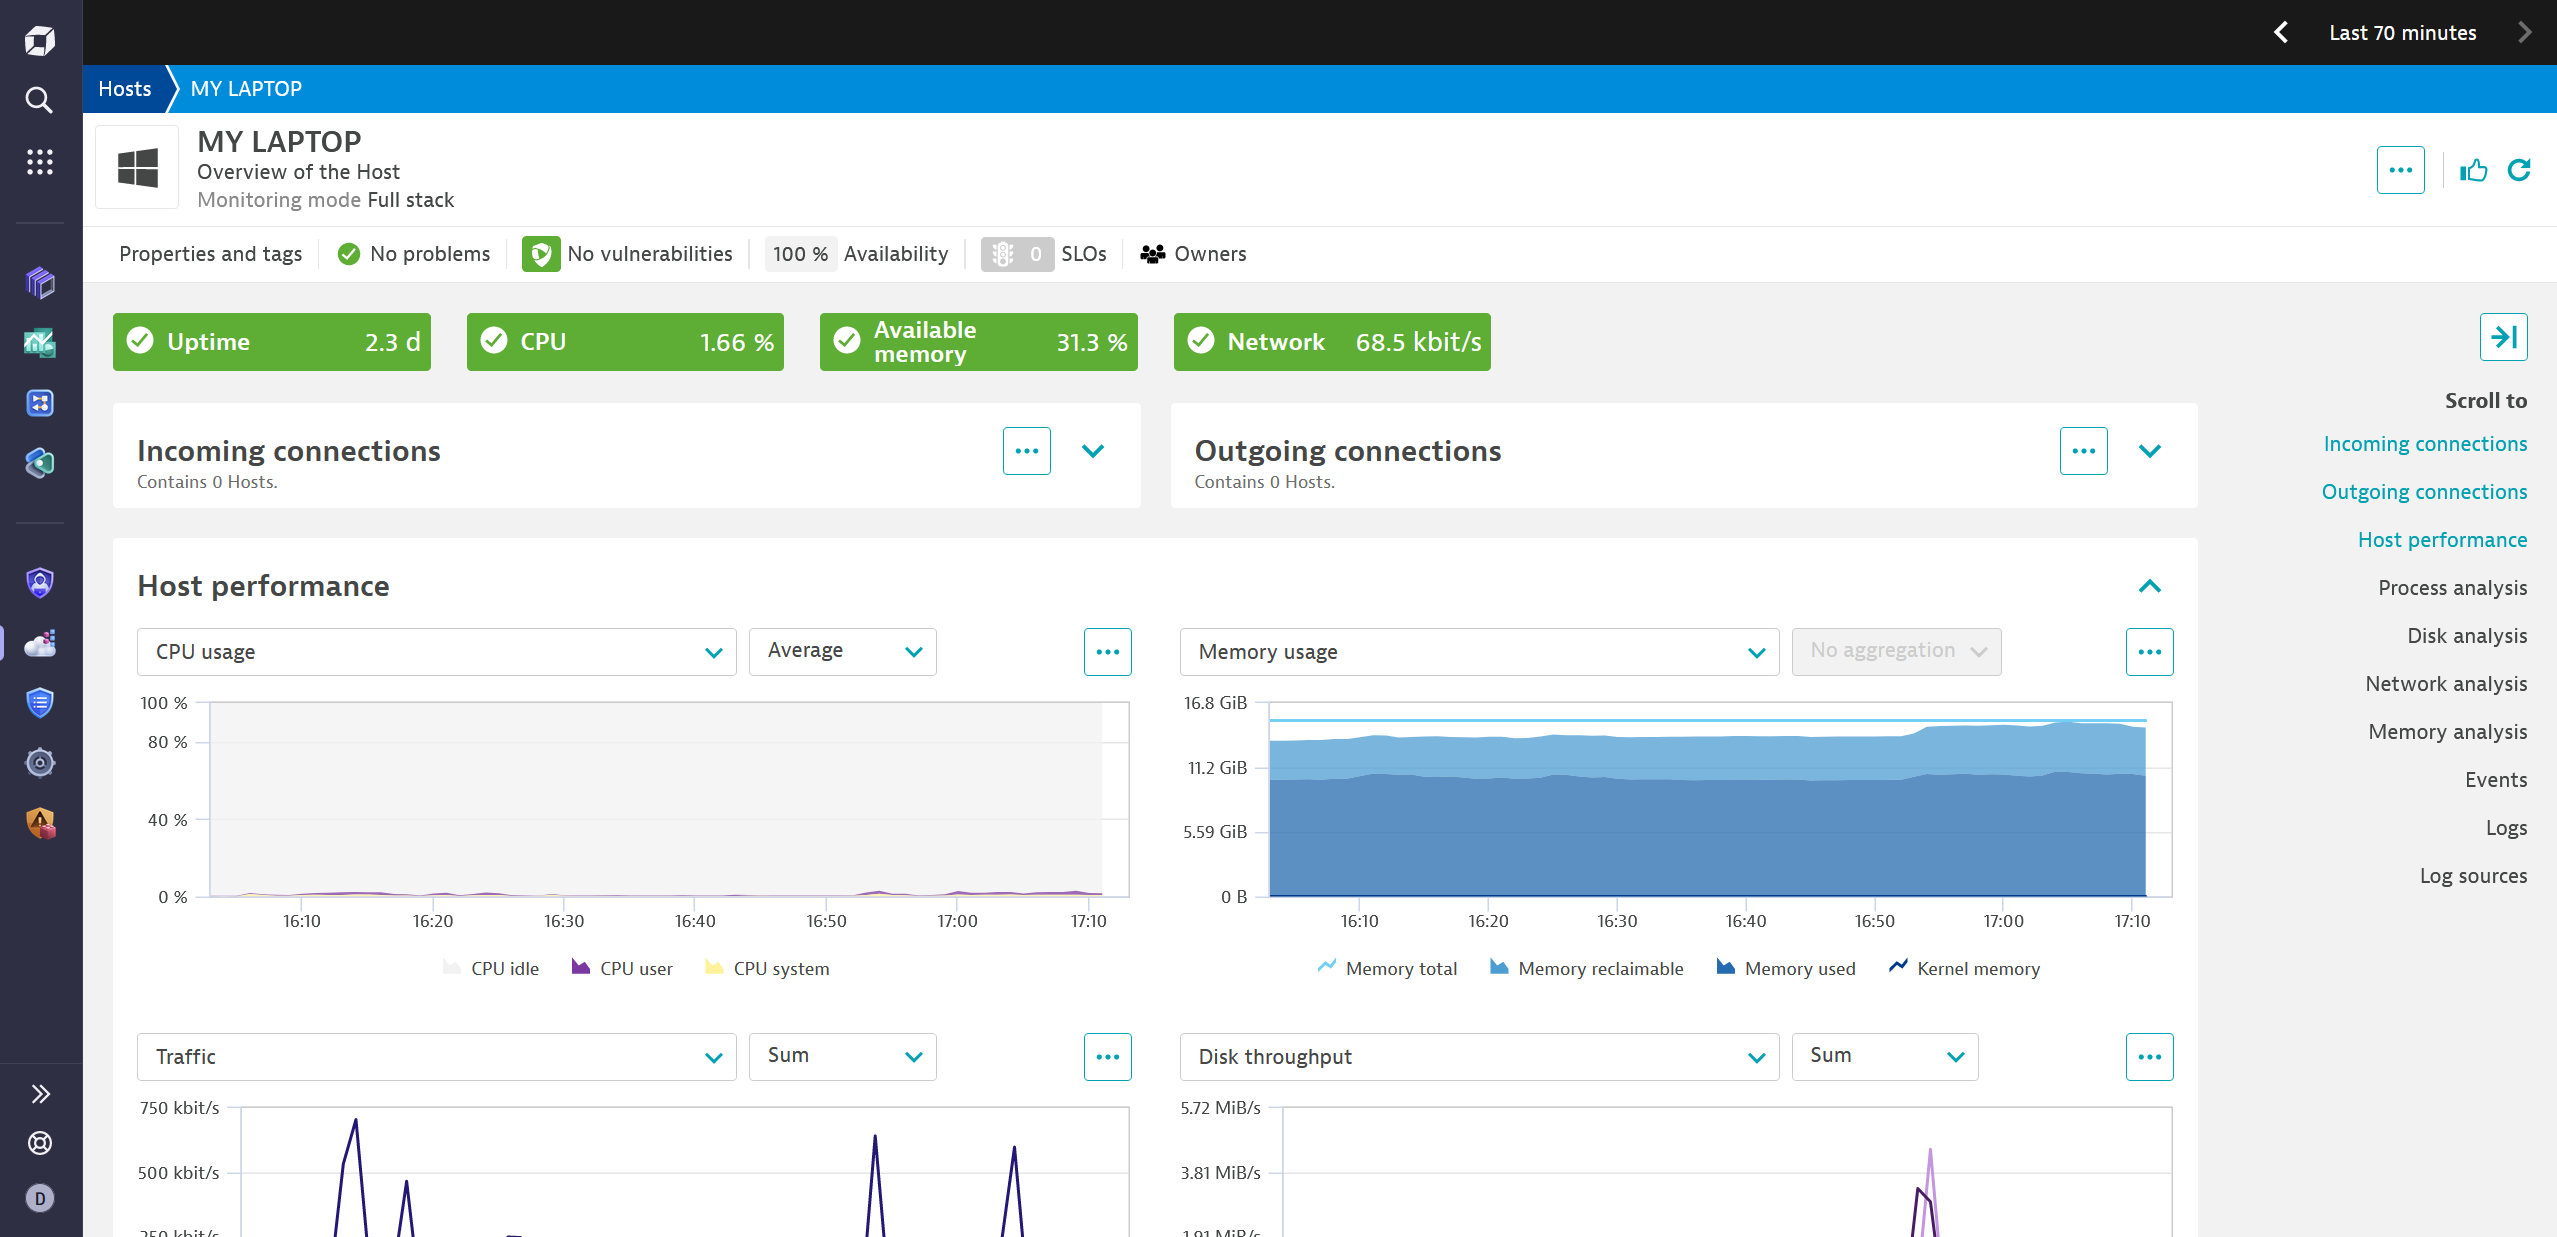 Last 70 minutes
Hosts
MY LAPTOP
MY LAPTOP
Overview of the Host
Monitoring mode Full stack
Properties and tags
No problems
No vulnerabilities
100 % Availability
0 SLOs
Owners
Uptime 2.3 d
CPU 1.66 %
Available
memory
31.3 %
Network 68.5 kbit/s
Incoming connections
Contains 0 Hosts.
Outgoing connections
Contains 0 Hosts.
Scroll to
Incoming connections
Outgoing connections
Host performance
Process analysis
Disk analysis
Network analysis
Memory analysis
Events
Logs
Log sources
Host performance
CPU usage
Average
100 %
80 %
40 %
0 %
16:10 16:20 16:30 16:40 16:50 17:00 17:10
CPU idle CPU user CPU system
Memory usage
No aggregation
16.8 GiB
11.2 GiB
5.59 GiB
0 B
16:10 16:20 16:30 16:40 16:50 17:00 17:10
Memory total Memory reclaimable Memory used Kernel memory
Traffic
Sum
750 kbit/s
500 kbit/s
250 kbit/s
Disk throughput
Sum
5.72 MiB/s
3.81 MiB/s
1.91 MiB/s
D